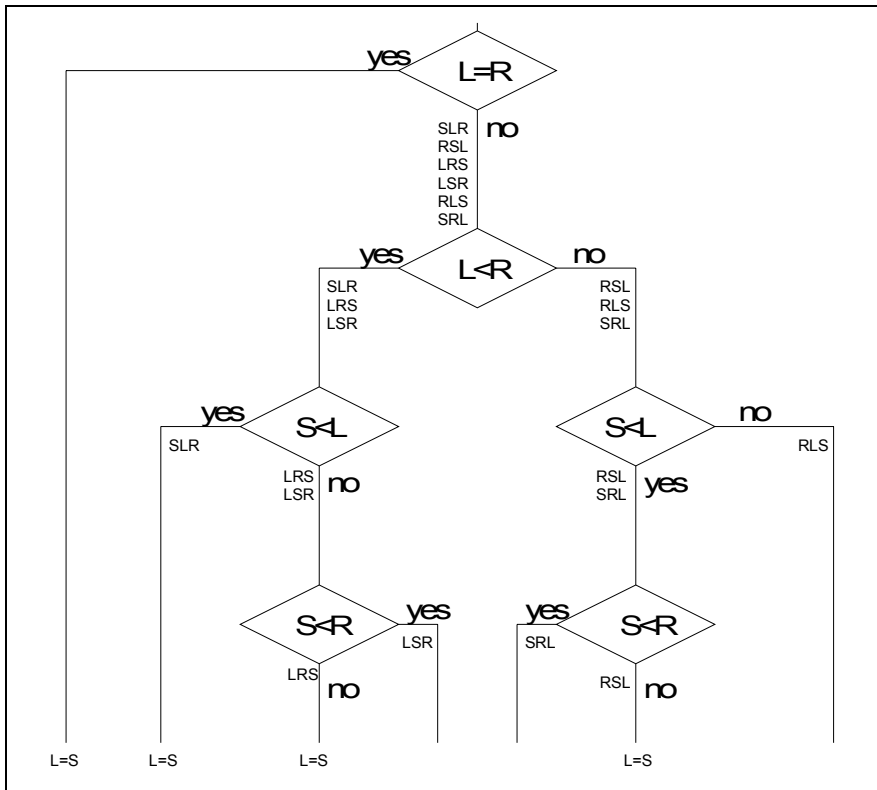 yes
L=R
no
SLR
RSL
LRS
LSR
RLS
SRL
yes
L<R
no
SLR
LRS
LSR
RSL
RLS
SRL
yes
S<L
SLR
LRS
LSR
no
S<L
no
RLS
RSL
SRL
yes
S<R
yes
LSR
LRS
no
yes
S<R
SRL
RSL
no
L=S
L=S
L=S
L=S